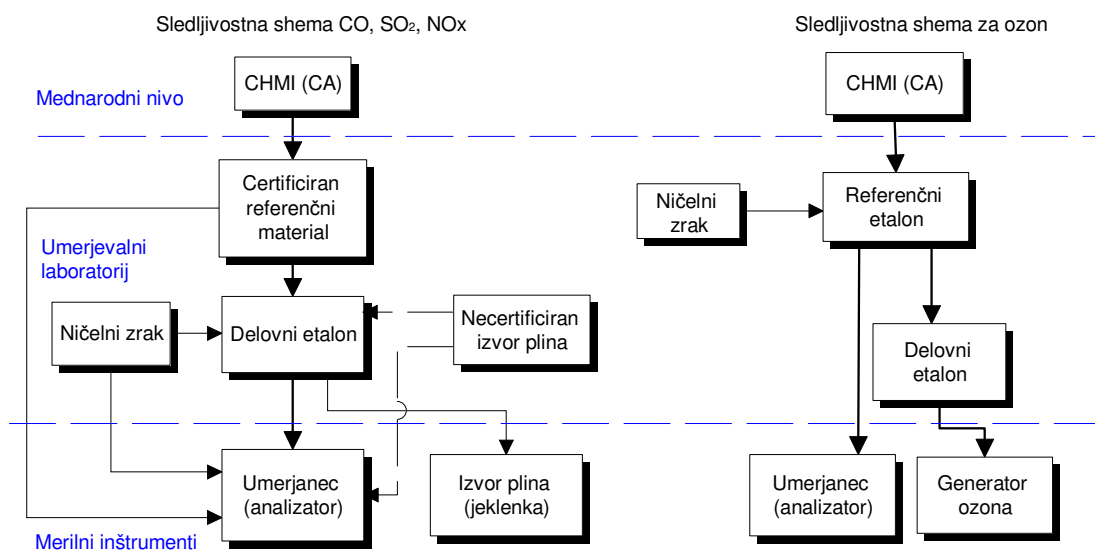 Sledljivostna shema CO, SO₂, NOx
Sledljivostna shema za ozon
CHMI (CA)
CHMI (CA)
Mednarodni nivo
Certificiran
referenčni
material
Ničelni
zrak
Referenčni
etalon
Umerjevalni
laboratorij
Ničelni zrak
Delovni etalon
Necertificiran
izvor plina
Delovni
etalon
Umerjanec
(analizator)
Izvor plina
(jeklenka)
Umerjanec
(analizator)
Generator
ozona
Merilni inštrumenti